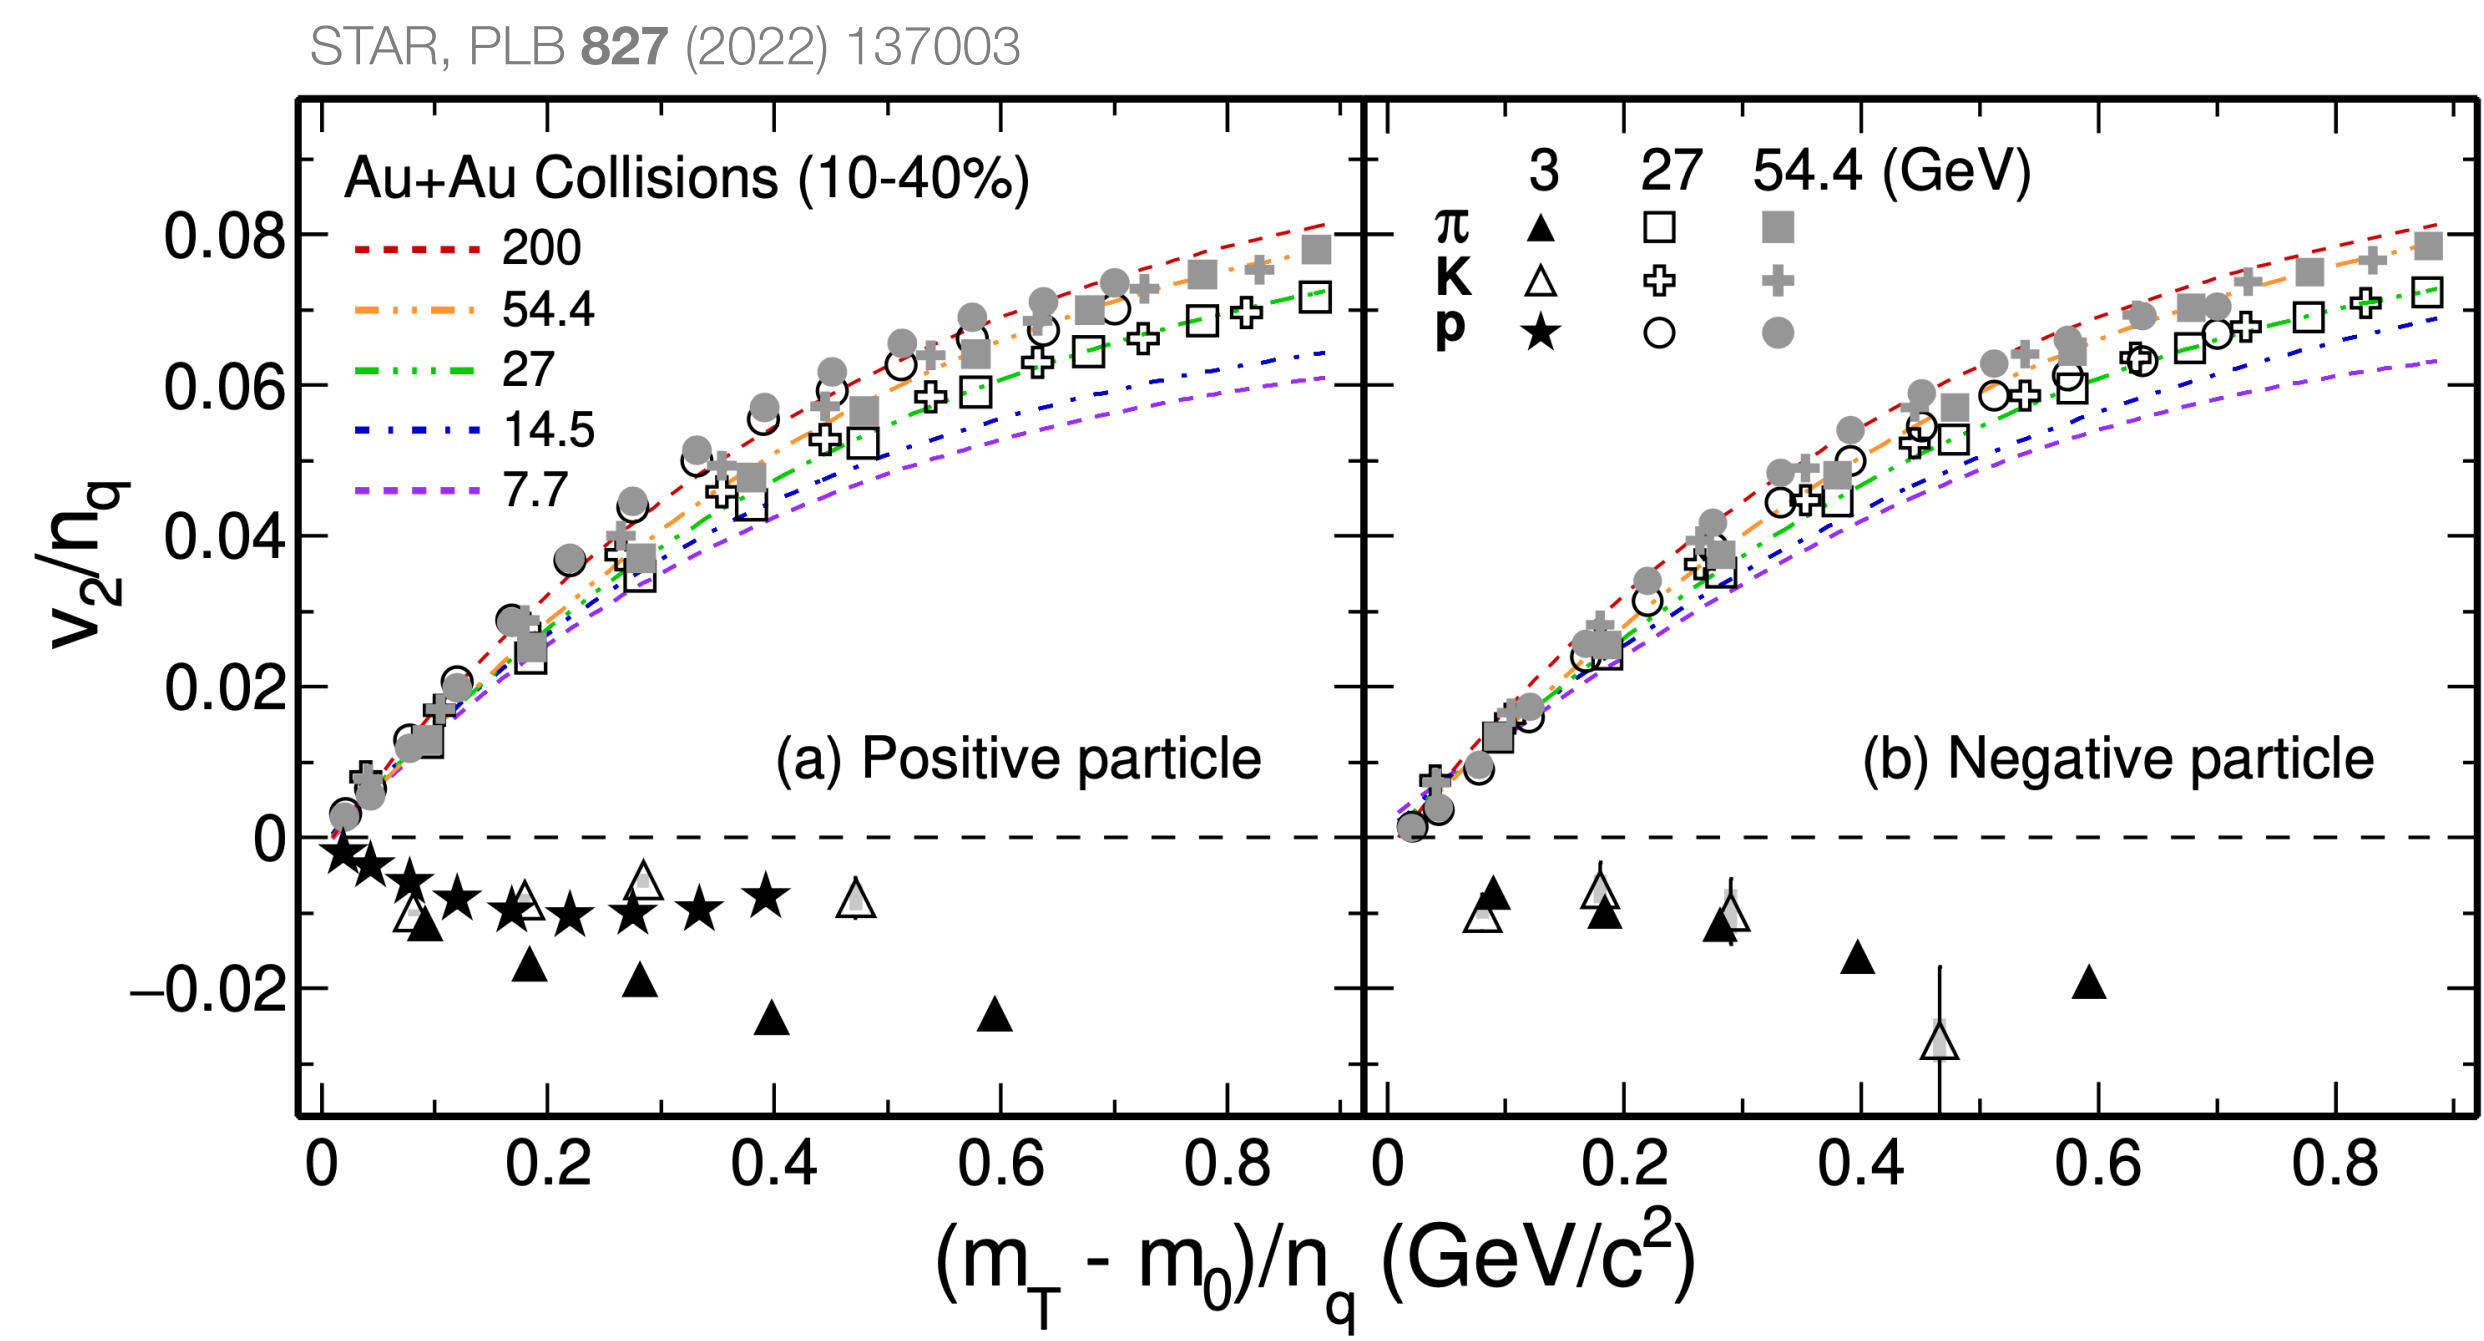 STAR, PLB 827 (2022) 137003
Au+Au Collisions (10-40%)
200
54.4
27
14.5
7.7
(a) Positive particle
3 27 54.4 (GeV)
π
K
p
(b) Negative particle
0.08
0.06
0.04
0.02
0
−0.02
v2/nq
0 0.2 0.4 0.6 0.8
0 0.2 0.4 0.6 0.8
(mT - m0)/nq (GeV/c2)